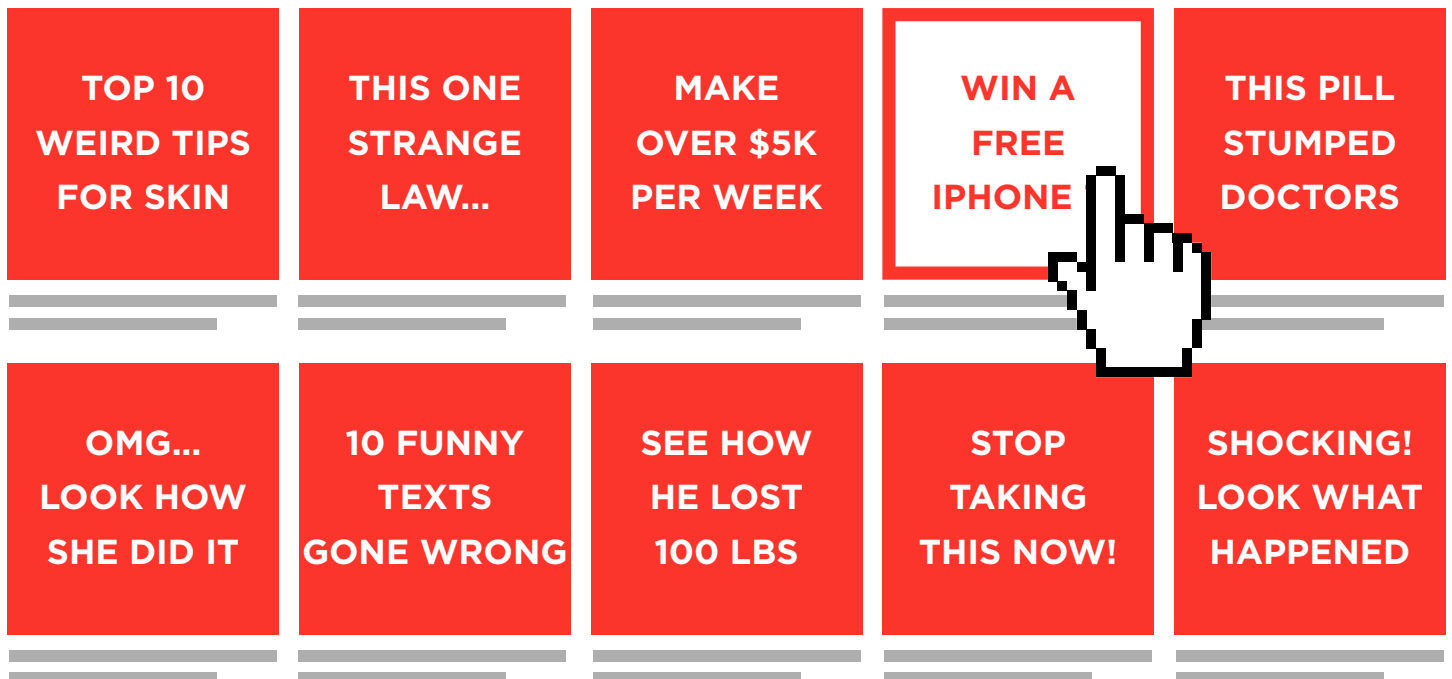 TOP 10
WEIRD TIPS
FOR SKIN
THIS ONE
STRANGE
LAW...
MAKE
OVER $5K
PER WEEK
WIN A
FREE
IPHONE
THIS PILL
STUMPED
DOCTORS
OMG...
LOOK HOW
SHE DID IT
10 FUNNY
TEXTS
GONE WRONG
SEE HOW
HE LOST
100 LBS
STOP
TAKING
THIS NOW!
SHOCKING!
LOOK WHAT
HAPPENED